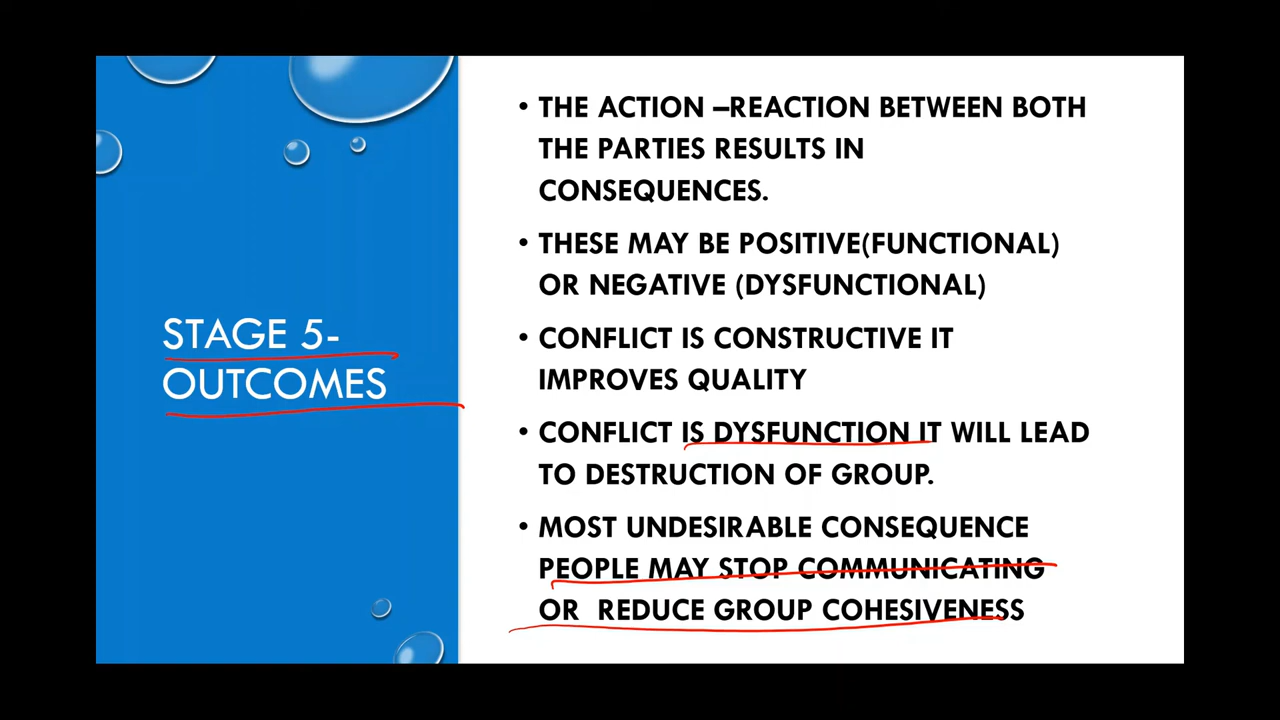 STAGE 5-
OUTCOMES
• THE ACTION –REACTION BETWEEN BOTH
THE PARTIES RESULTS IN
CONSEQUENCES.
• THESE MAY BE POSITIVE(FUNCTIONAL)
OR NEGATIVE (DYSFUNCTIONAL)
• CONFLICT IS CONSTRUCTIVE IT
IMPROVES QUALITY
• CONFLICT IS DYSFUNCTION IT WILL LEAD
TO DESTRUCTION OF GROUP.
• MOST UNDESIRABLE CONSEQUENCE
PEOPLE MAY STOP COMMUNICATING
OR REDUCE GROUP COHESIVENESS